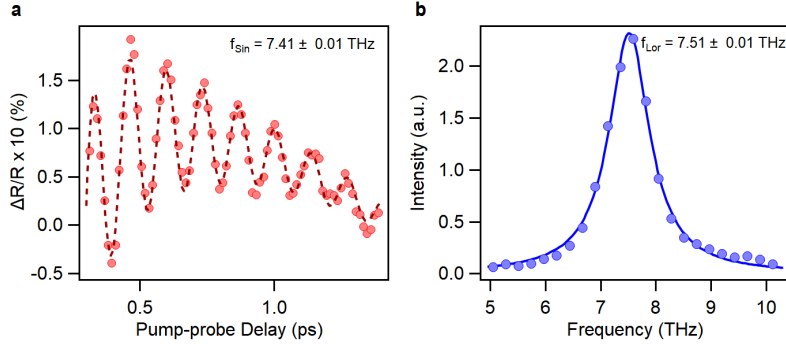 a
f_Sin = 7.41 ± 0.01 THz
ΔR/R x 10 (%)
1.5
1.0
0.5
0.0
-0.5
0.5
1.0
Pump-probe Delay (ps)
b
f_Lor = 7.51 ± 0.01 THz
Intensity (a.u.)
2.0
1.5
1.0
0.5
0.0
5
6
7
8
9
10
Frequency (THz)